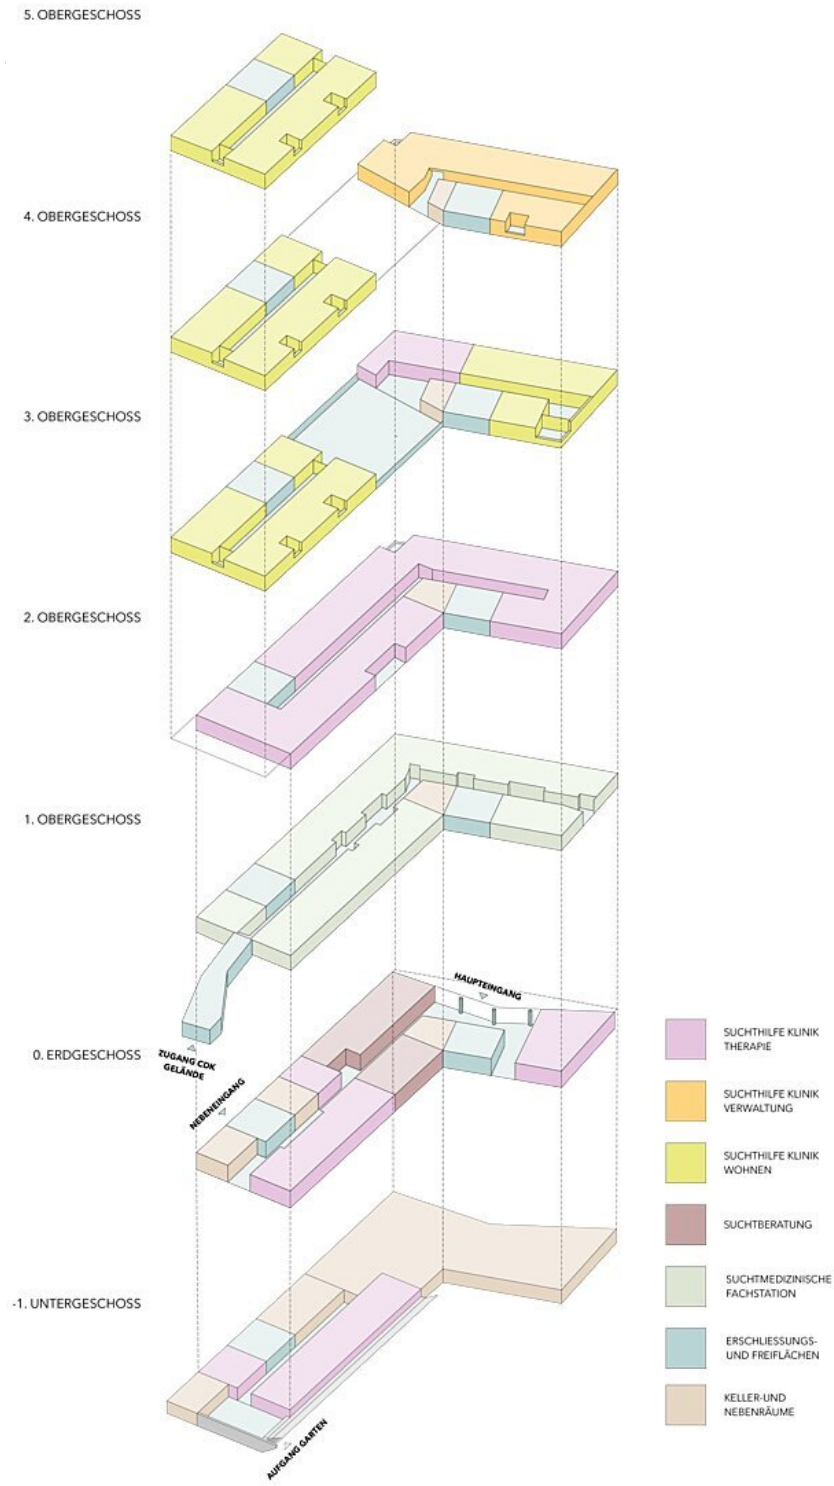 5. OBERGESCHOSS
4. OBERGESCHOSS
3. OBERGESCHOSS
2. OBERGESCHOSS
1. OBERGESCHOSS
HAUPTEINGANG
0. ERDGESCHOSS
ZUGANG CDK
GELÄNDE
NEBENEINGANG
-1. UNTERGESCHOSS
AUFGANG GARTEN
SUCHTHILFE KLINIK
THERAPIE
SUCHTHILFE KLINIK
VERWALTUNG
SUCHTHILFE KLINIK
WOHNEN
SUCHTBERATUNG
SUCHTMEDIZINISCHE
FACHSTATION
ERSCHLIESSUNGS-
UND FREIFLÄCHEN
KELLER-UND
NEBENRÄUME